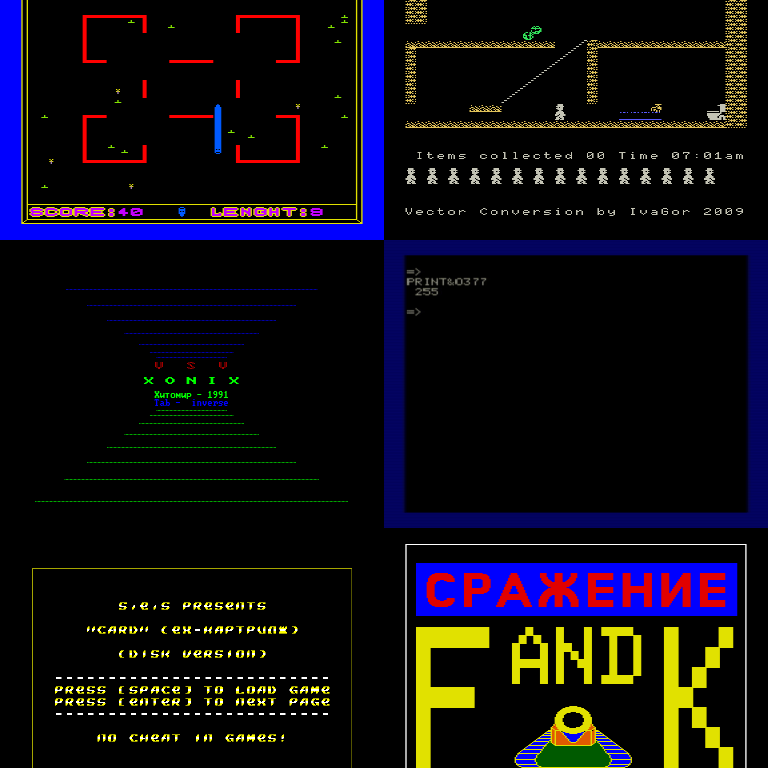 SCORE:40 LENGHT:9
Items collected 00 Time 07:01am
Vector Conversion by IvaGor 2009
V S V
X O N I X
Житомир - 1991
Tab - inverse
=>
PRINT&O377
255
=>
S.E.S PRESENTS
"CARD" (EX-КАРТРИДЖ)
(DISK VERSION)
PRESS [SPACE] TO LOAD GAME
PRESS [ENTER] TO NEXT PAGE
NO CHEAT IN GAMES!
СРАЖЕНИЕ
F AND K